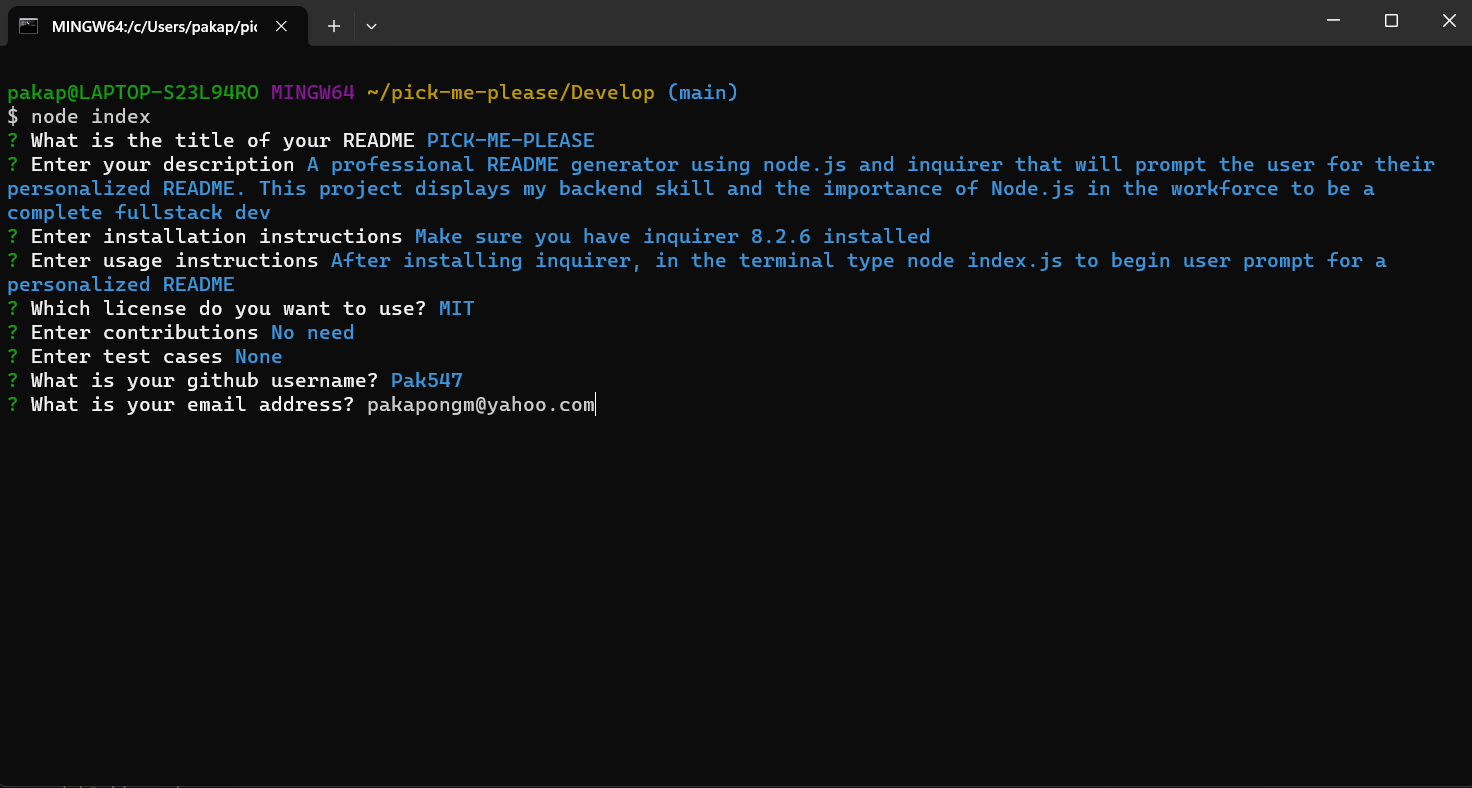 MINGW64:/c/Users/pakap/pic
pakap@LAPTOP-S23L94RO MINGW64 ~/pick-me-please/Develop (main)
$ node index
? What is the title of your README PICK-ME-PLEASE
? Enter your description A professional README generator using node.js and inquirer that will prompt the user for their
personalized README. This project displays my backend skill and the importance of Node.js in the workforce to be a
complete fullstack dev
? Enter installation instructions Make sure you have inquirer 8.2.6 installed
? Enter usage instructions After installing inquirer, in the terminal type node index.js to begin user prompt for a
personalized README
? Which license do you want to use? MIT
? Enter contributions No need
? Enter test cases None
? What is your github username? Pak547
? What is your email address? pakapongm@yahoo.com